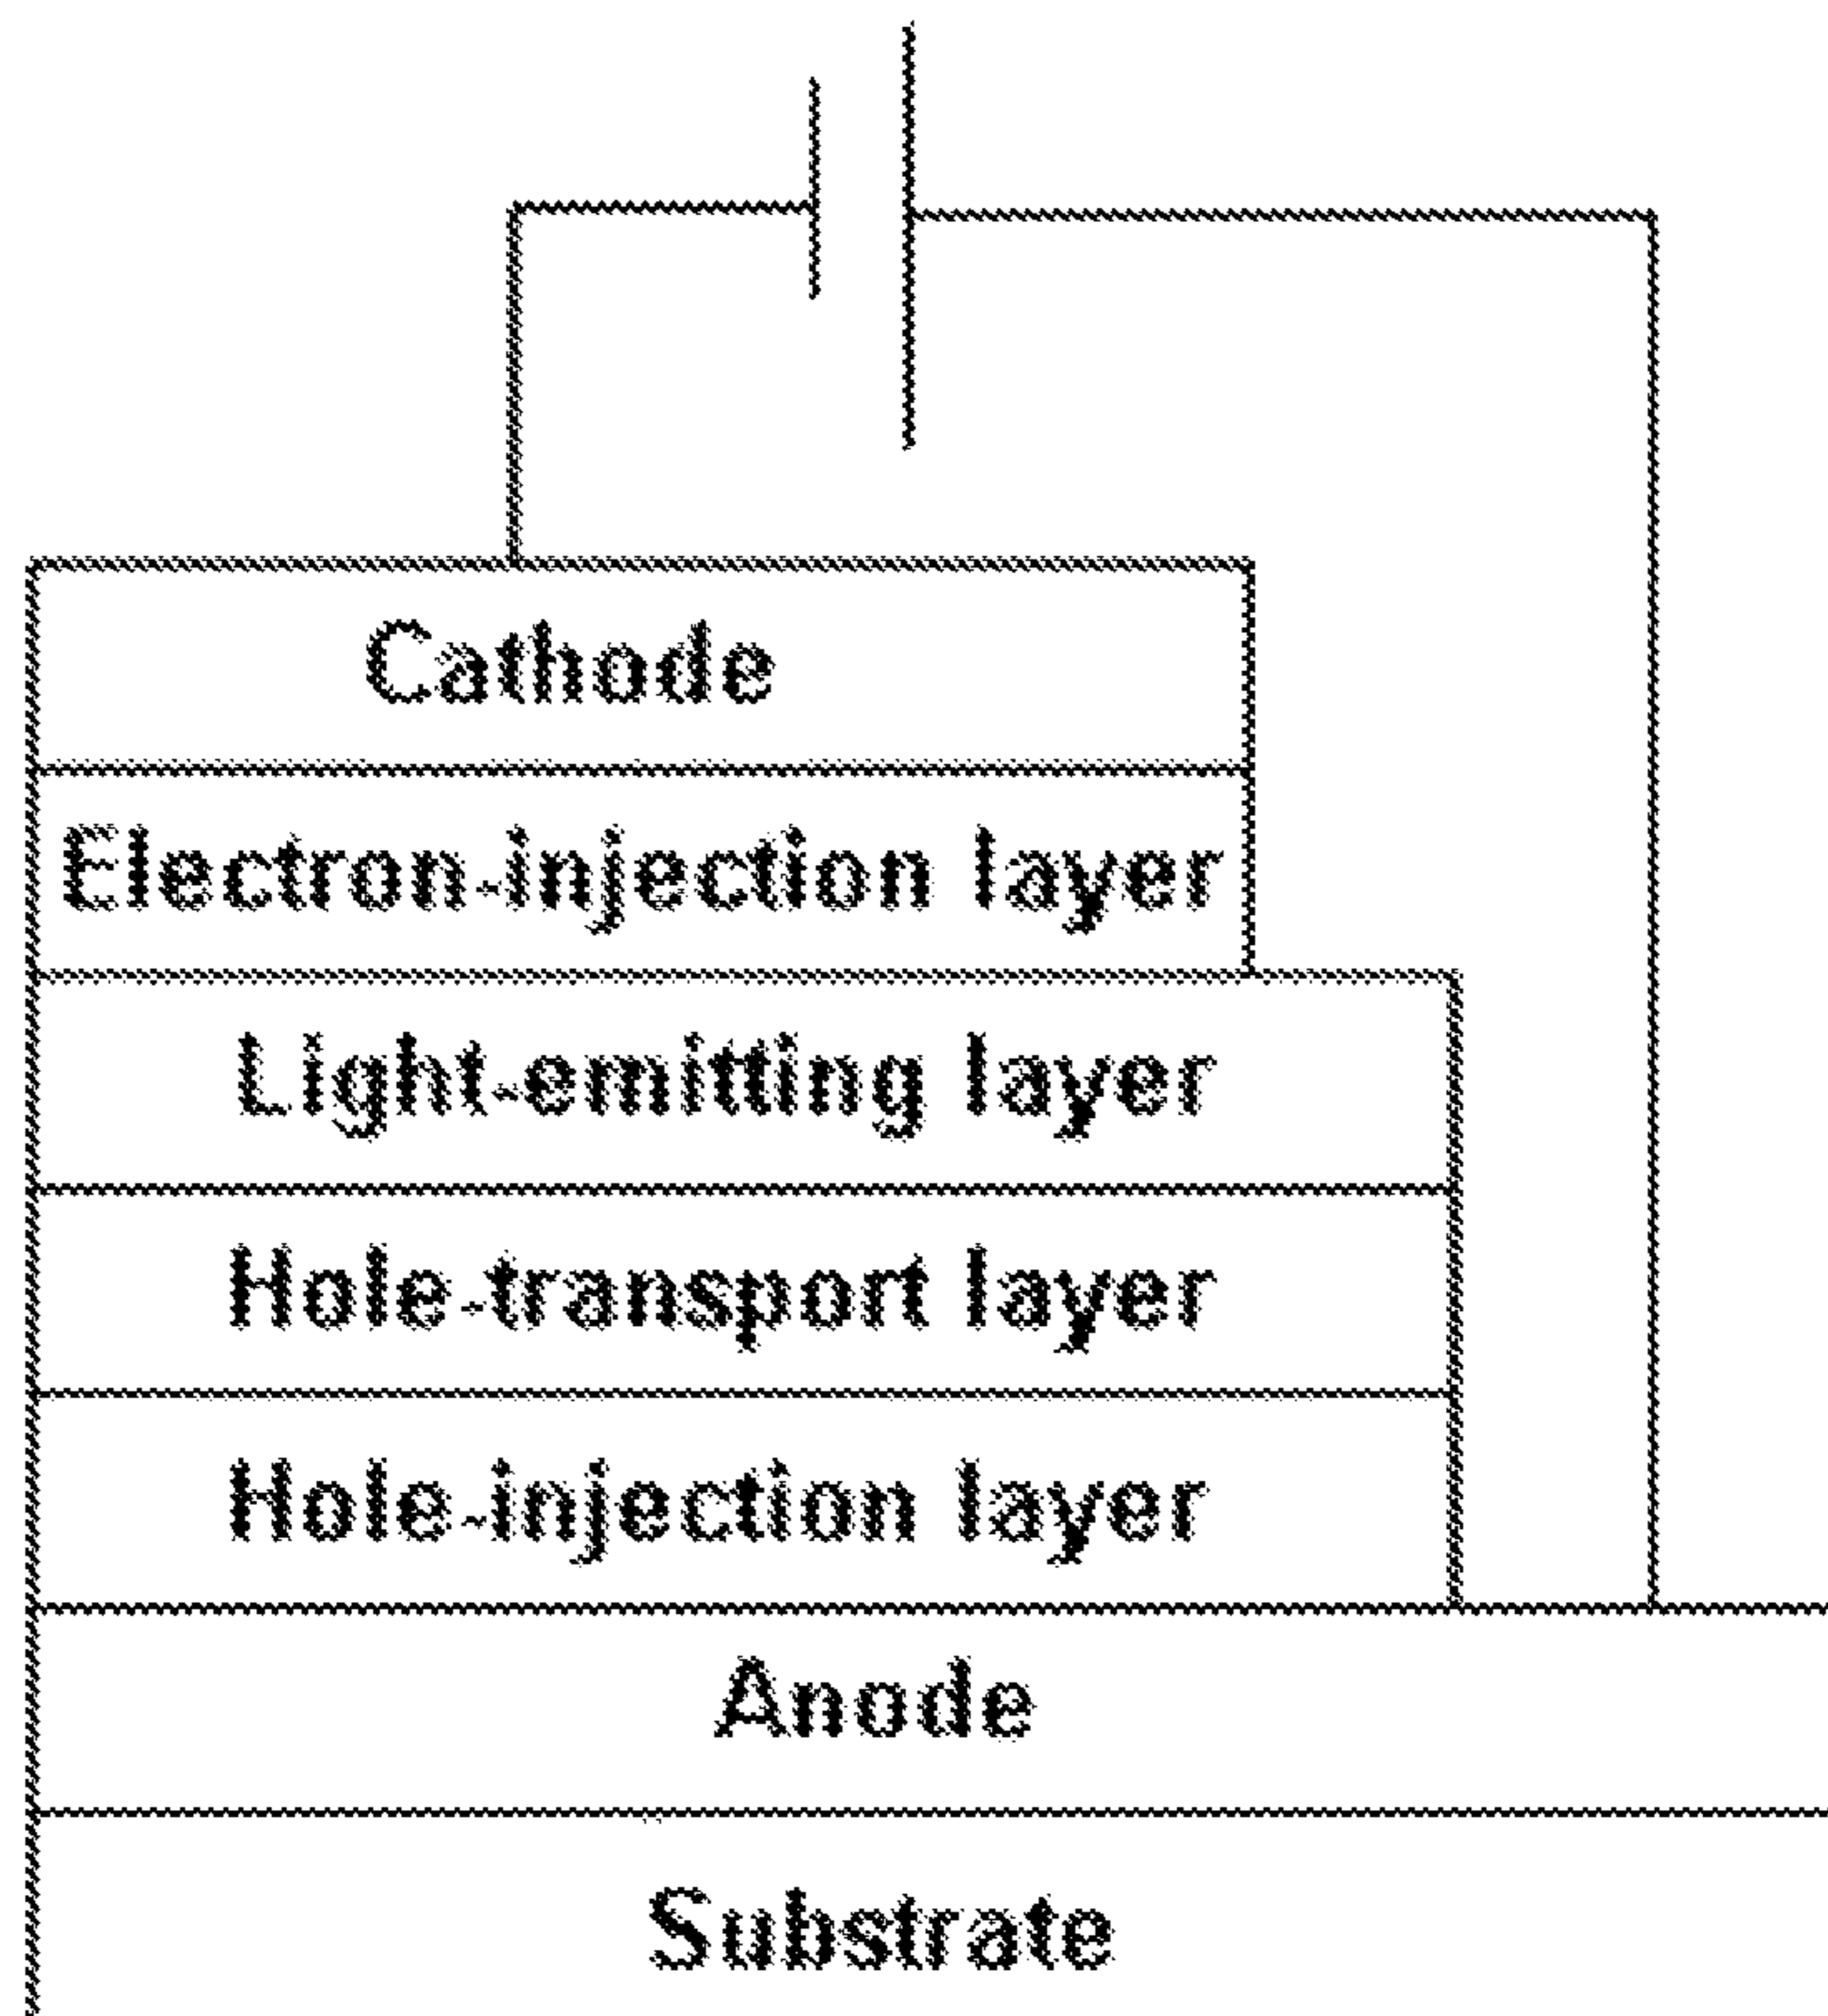 Cathode
Electron-injection layer
Light-emitting layer
Hole-transport layer
Hole-injection layer
Anode
Substrate